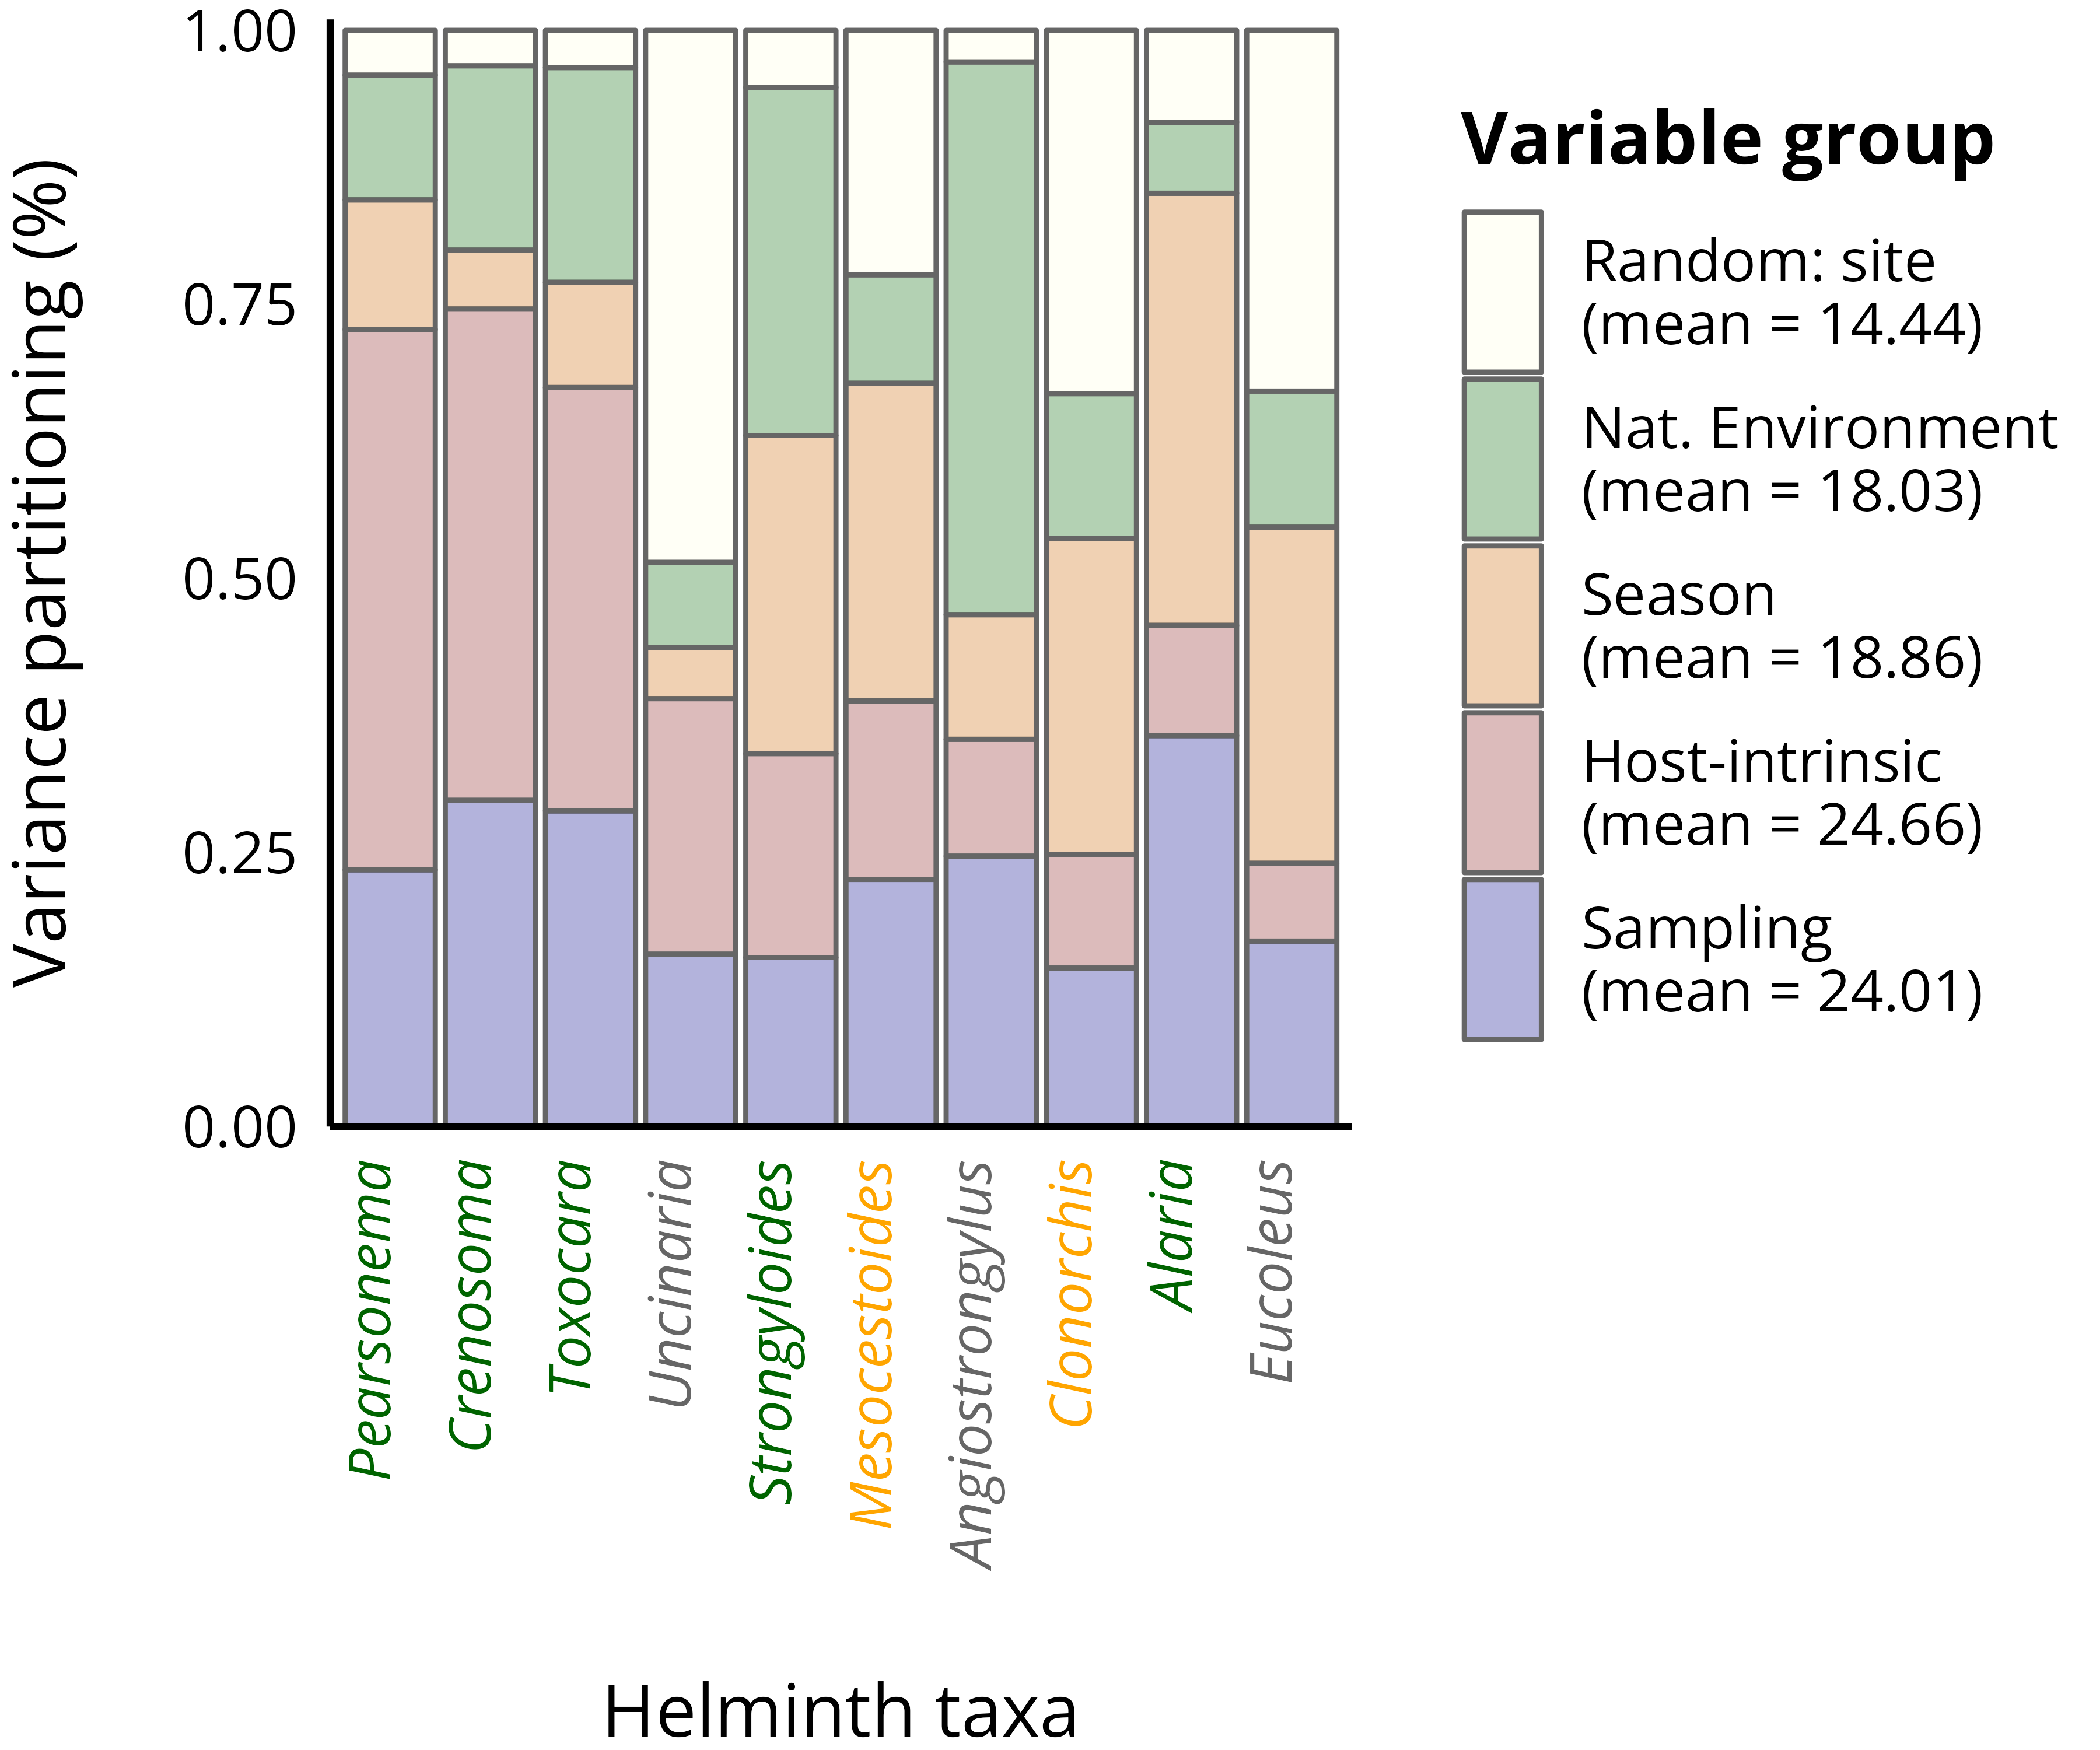 Variance partitioning (%)
1.00
0.75
0.50
0.25
0.00
Pearsonema
Crenosoma
Toxocara
Uncinaria
Strongyloides
Mesocestoides
Angiostrongylus
Clonorchis
Alaria
Eucoleus
Helminth taxa
Variable group
Random: site
(mean = 14.44)
Nat. Environment
(mean = 18.03)
Season
(mean = 18.86)
Host-intrinsic
(mean = 24.66)
Sampling
(mean = 24.01)